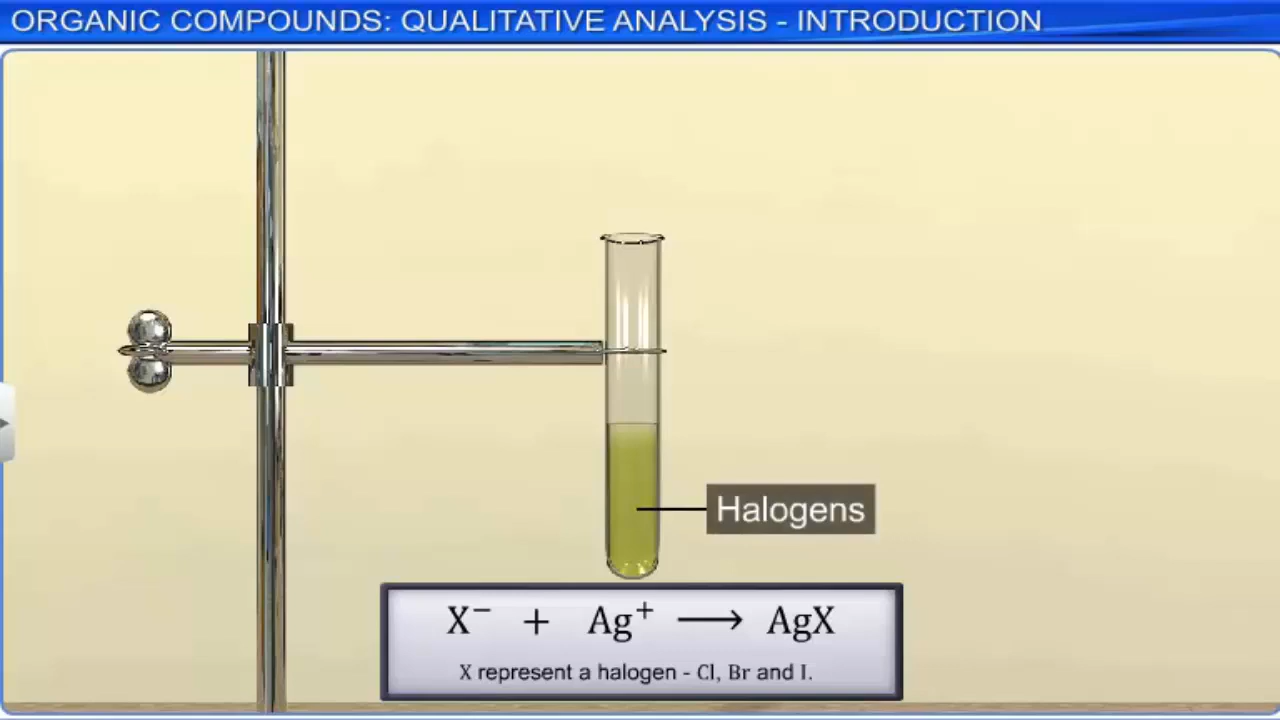 ORGANIC COMPOUNDS: QUALITATIVE ANALYSIS - INTRODUCTION
Halogens
X⁻ + Ag⁺ ⟶ AgX
X represent a halogen - Cl, Br and I.